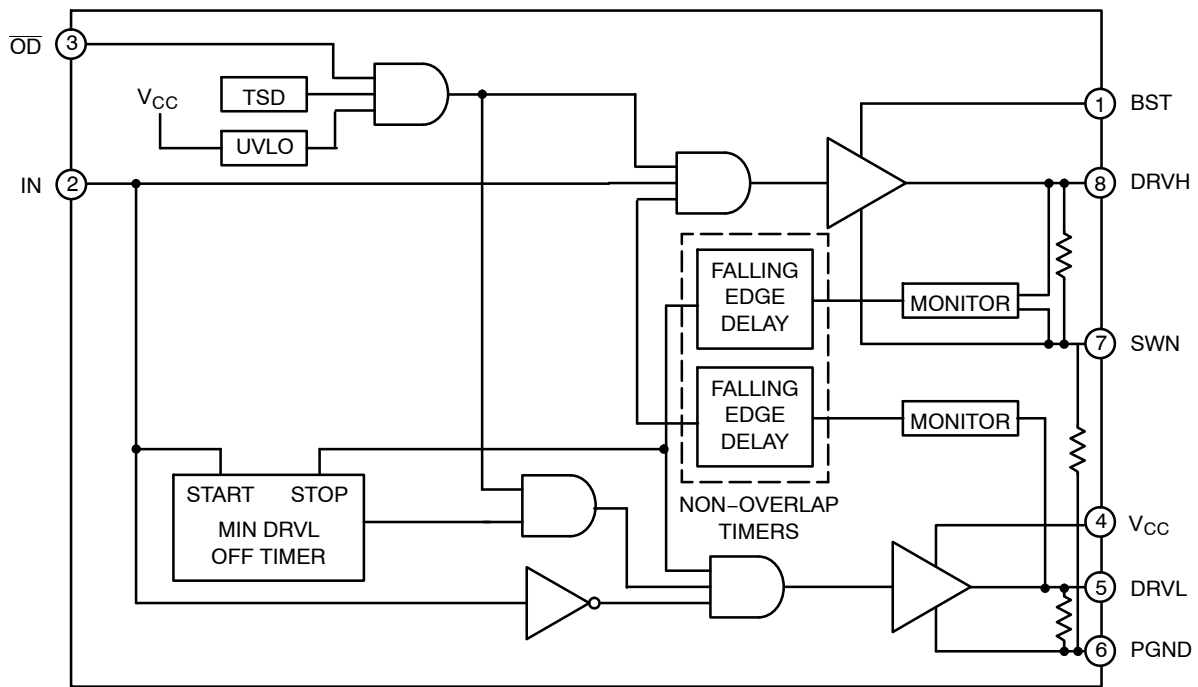 OD
3
TSD
VCC
UVLO
IN
2
1
BST
8
DRVH
FALLING
EDGE
DELAY
MONITOR
7
SWN
FALLING
EDGE
DELAY
MONITOR
NON−OVERLAP
TIMERS
START
STOP
MIN DRVL
OFF TIMER
4
VCC
5
DRVL
6
PGND